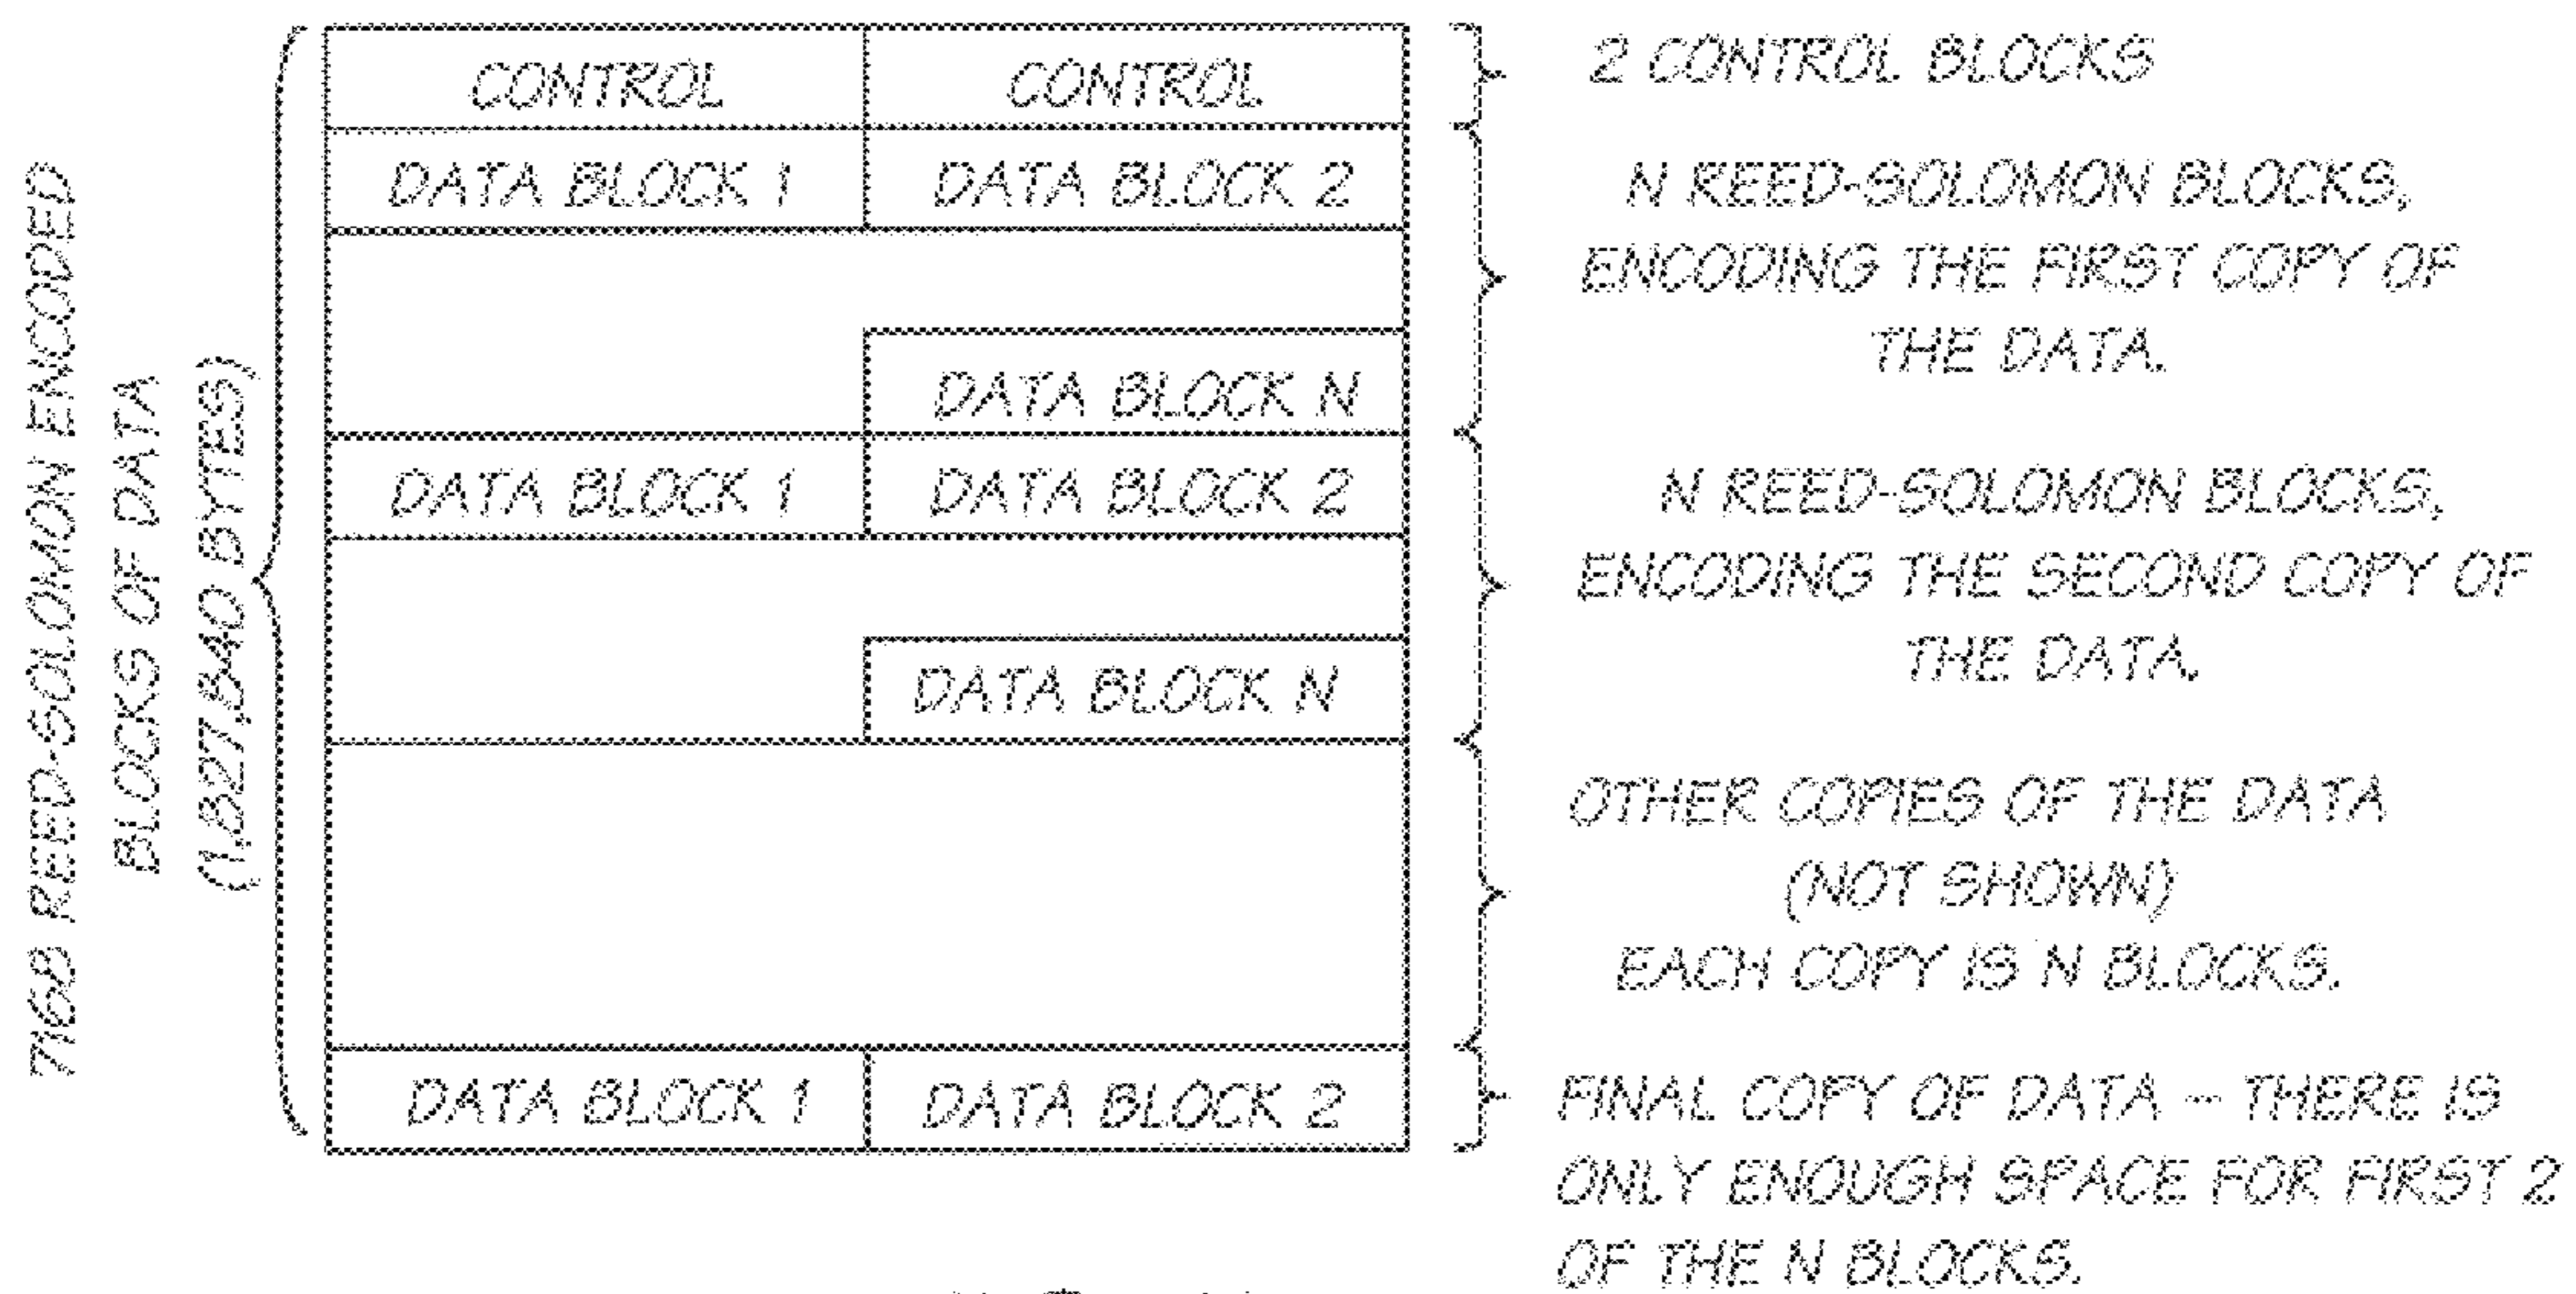 7168 REED-SOLOMON ENCODED
BLOCKS OF DATA
(1,827,840 BYTES)
CONTROL CONTROL
DATA BLOCK 1 DATA BLOCK 2
DATA BLOCK N
DATA BLOCK 1 DATA BLOCK 2
DATA BLOCK N
DATA BLOCK 1 DATA BLOCK 2
2 CONTROL BLOCKS
N REED-SOLOMON BLOCKS,
ENCODING THE FIRST COPY OF
THE DATA.
N REED-SOLOMON BLOCKS,
ENCODING THE SECOND COPY OF
THE DATA.
OTHER COPIES OF THE DATA
(NOT SHOWN)
EACH COPY IS N BLOCKS.
FINAL COPY OF DATA -- THERE IS
ONLY ENOUGH SPACE FOR FIRST 2
OF THE N BLOCKS.